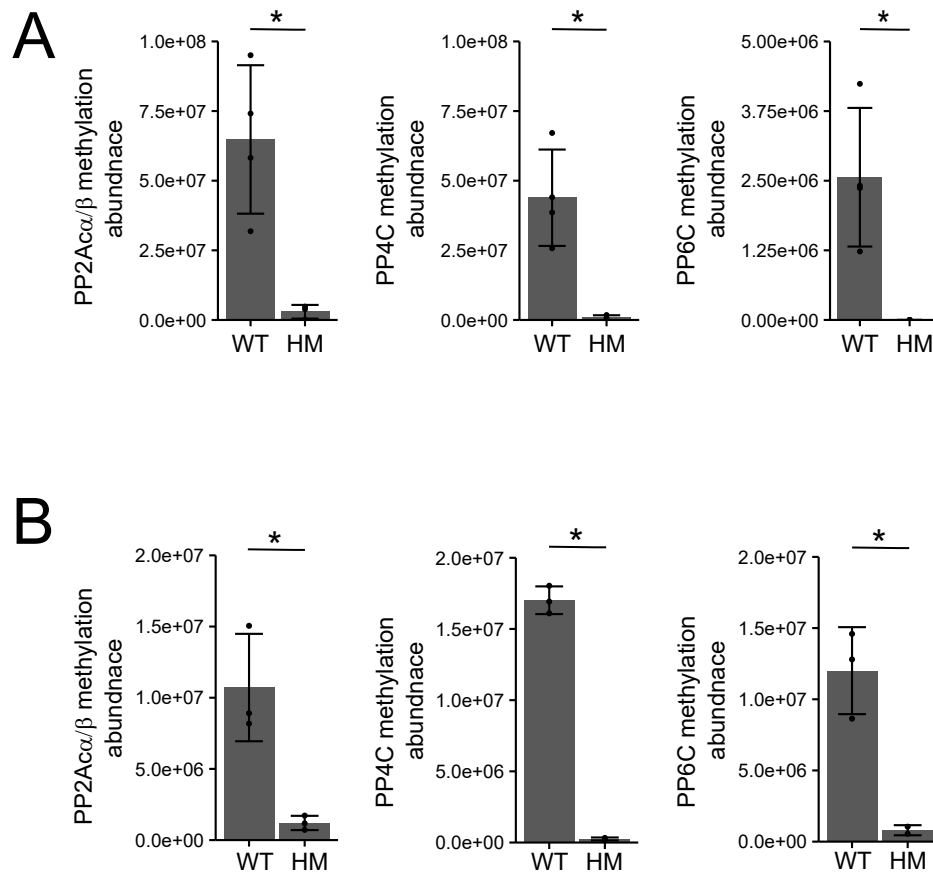 A
*
*
*
PP2Acα/β methylation
abundnace
1.0e+08
7.5e+07
5.0e+07
2.5e+07
0.0e+00
WT HM
PP4C methylation
abundnace
1.0e+08
7.5e+07
5.0e+07
2.5e+07
0.0e+00
WT HM
PP6C methylation
abundnace
5.00e+06
3.75e+06
2.50e+06
1.25e+06
0.00e+00
WT HM
B
*
*
*
PP2Acα/β methylation
abundnace
2.0e+07
1.5e+07
1.0e+07
5.0e+06
0.0e+00
WT HM
PP4C methylation
abundnace
2.0e+07
1.5e+07
1.0e+07
5.0e+06
0.0e+00
WT HM
PP6C methylation
abundnace
2.0e+07
1.5e+07
1.0e+07
5.0e+06
0.0e+00
WT HM